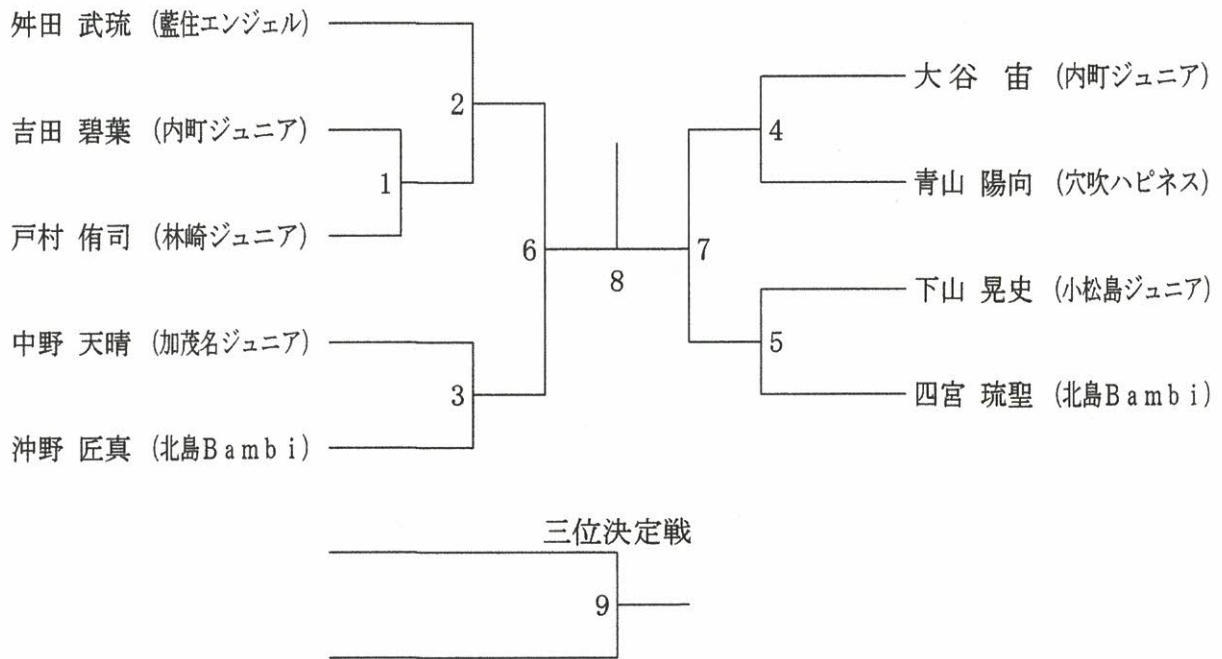 舛田 武琉 (藍住エンジェル)
吉田 碧葉 (内町ジュニア)
戸村 侑司 (林崎ジュニア)
中野 天晴 (加茂名ジュニア)
沖野 匠真 (北島Bambi)
1
2
3
6
8
7
4
5
大谷 宙 (内町ジュニア)
青山 陽向 (穴吹ハピネス)
下山 晃史 (小松島ジュニア)
四宮 琉聖 (北島Bambi)
三位決定戦
9